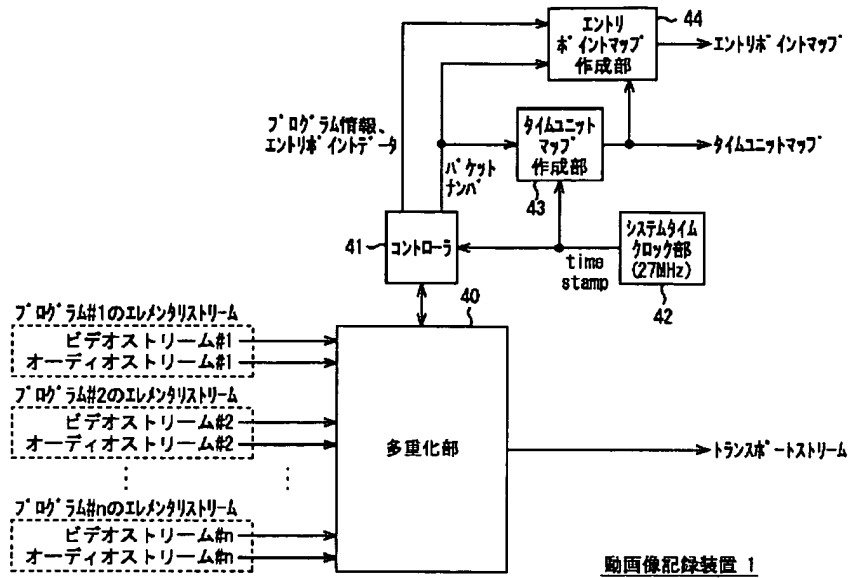 エントリ
ポイントマップ
作成部
44
エントリポイントマップ
プログラム情報、
エントリポイントデータ
パケット
ナンバ
タイムユニット
マップ
作成部
43
タイムユニットマップ
41
コントローラ
time
stamp
システムタイム
クロック部
(27MHz)
42
40
プログラム#1のエレメンタリストリーム
ビデオストリーム#1
オーディオストリーム#1
プログラム#2のエレメンタリストリーム
ビデオストリーム#2
オーディオストリーム#2
多重化部
トランスポートストリーム
プログラム#nのエレメンタリストリーム
ビデオストリーム#n
オーディオストリーム#n
動画像記録装置 1